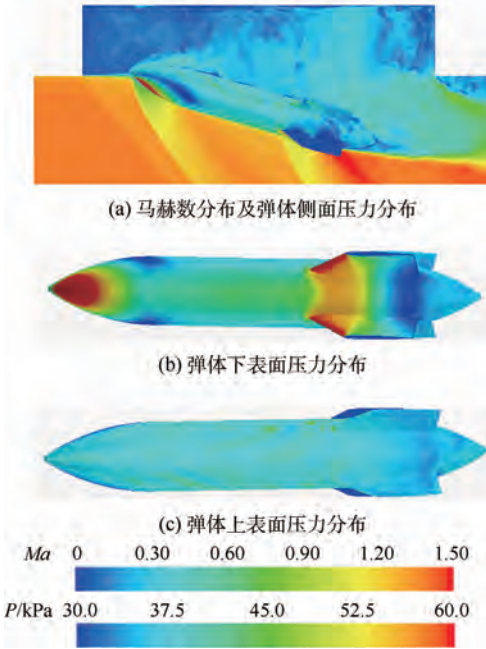 (a) 马赫数分布及弹体侧面压力分布
(b) 弹体下表面压力分布
(c) 弹体上表面压力分布
Ma 0 0.30 0.60 0.90 1.20 1.50
P/kPa 30.0 37.5 45.0 52.5 60.0